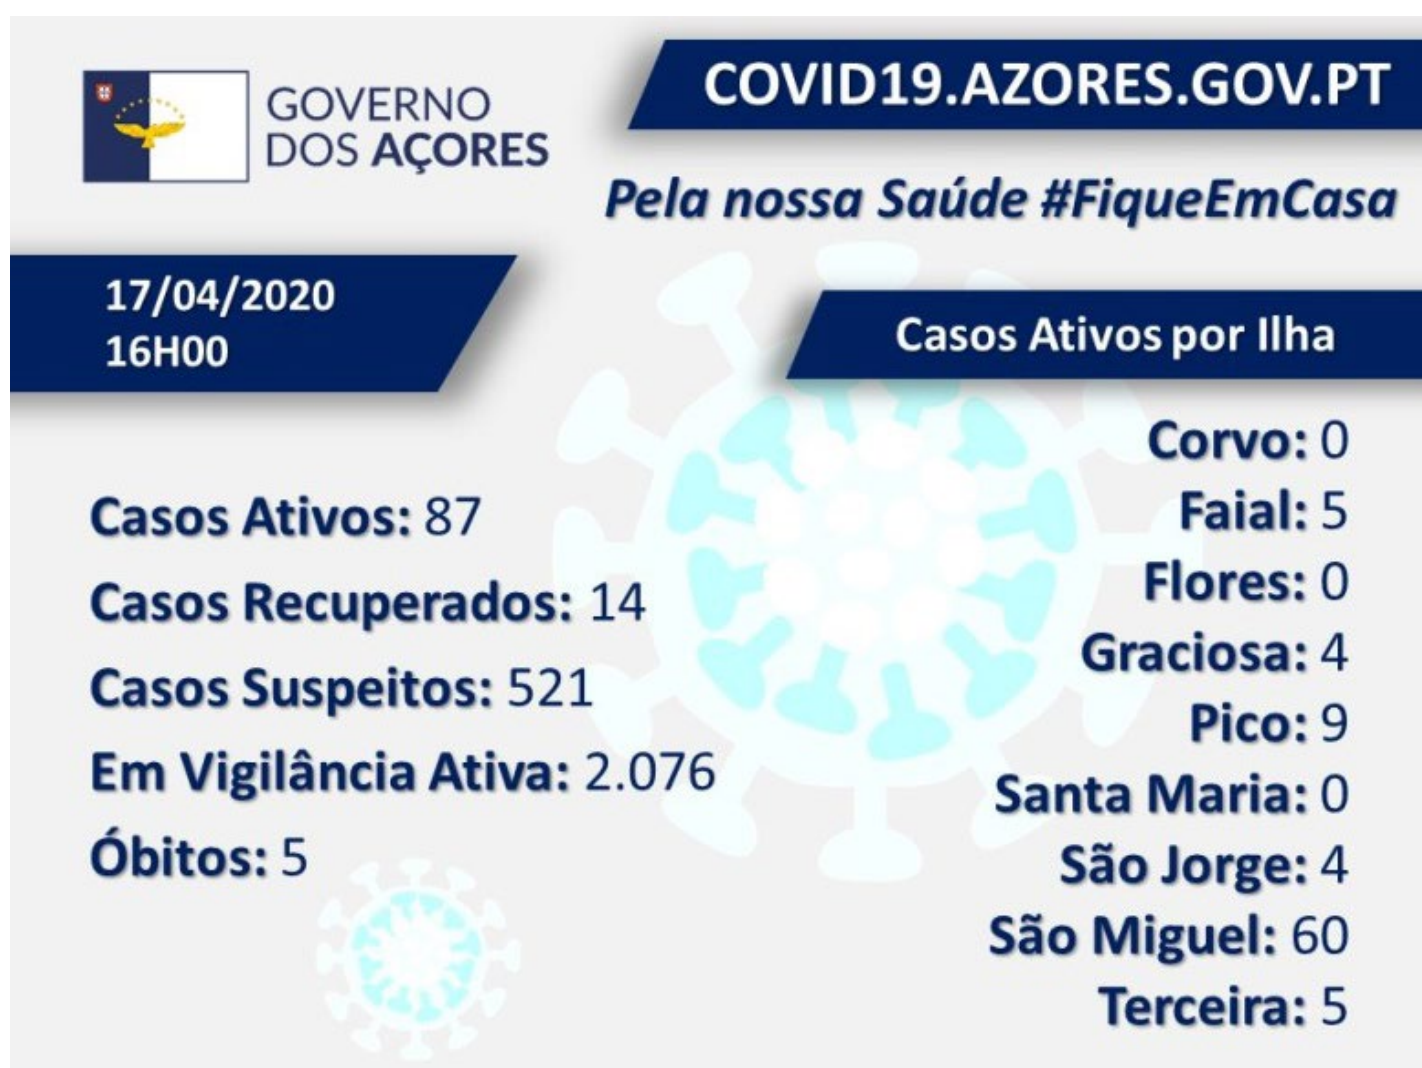 GOVERNO
DOS AÇORES
COVID19.AZORES.GOV.PT
Pela nossa Saúde #FiqueEmCasa
17/04/2020
16H00
Casos Ativos: 87
Casos Recuperados: 14
Casos Suspeitos: 521
Em Vigilância Ativa: 2.076
Óbitos: 5
Casos Ativos por Ilha
Corvo: 0
Faial: 5
Flores: 0
Graciosa: 4
Pico: 9
Santa Maria: 0
São Jorge: 4
São Miguel: 60
Terceira: 5